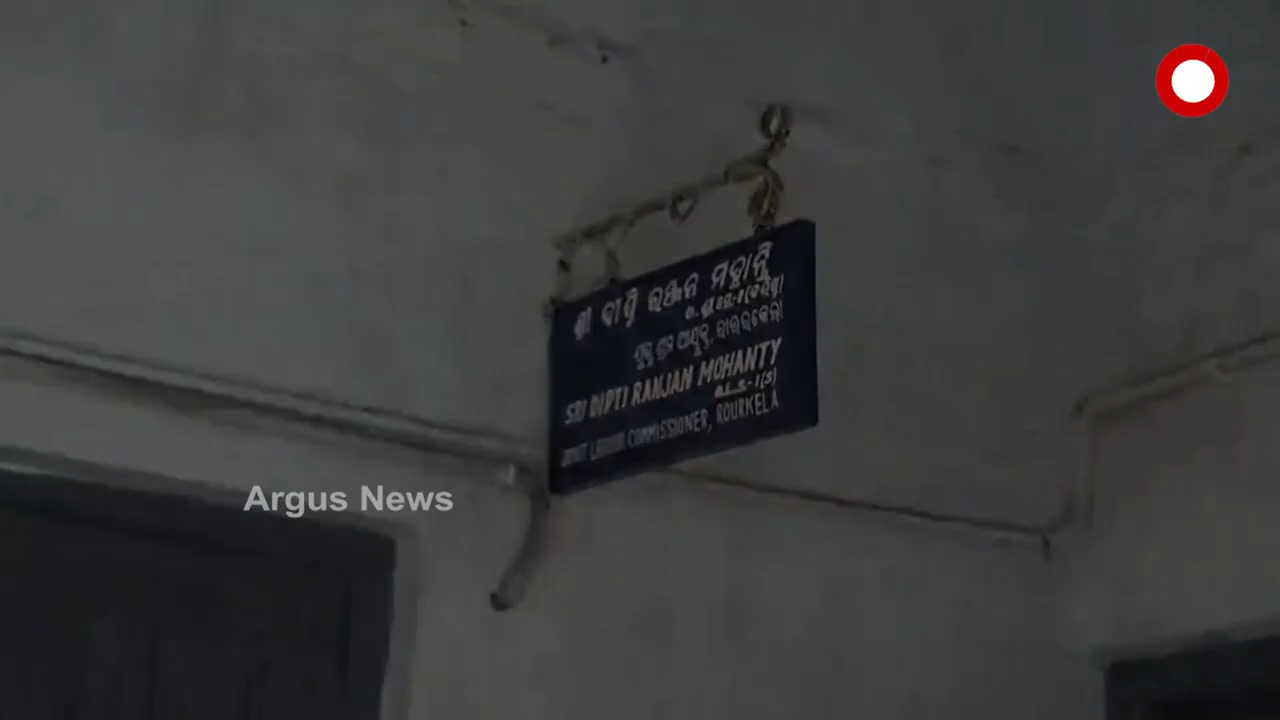 ଶ୍ରୀ ଦୀପ୍ତି ରଞ୍ଜନ ମହାନ୍ତି
ଯୁଗ୍ମ ଶ୍ରମ ଆୟୁକ୍ତ, ରାଉରକେଲା
SRI DIPTI RANJAN MOHANTY
O.L.S-I(S)
JOINT LABOUR COMMISSIONER, ROURKELA
Argus News